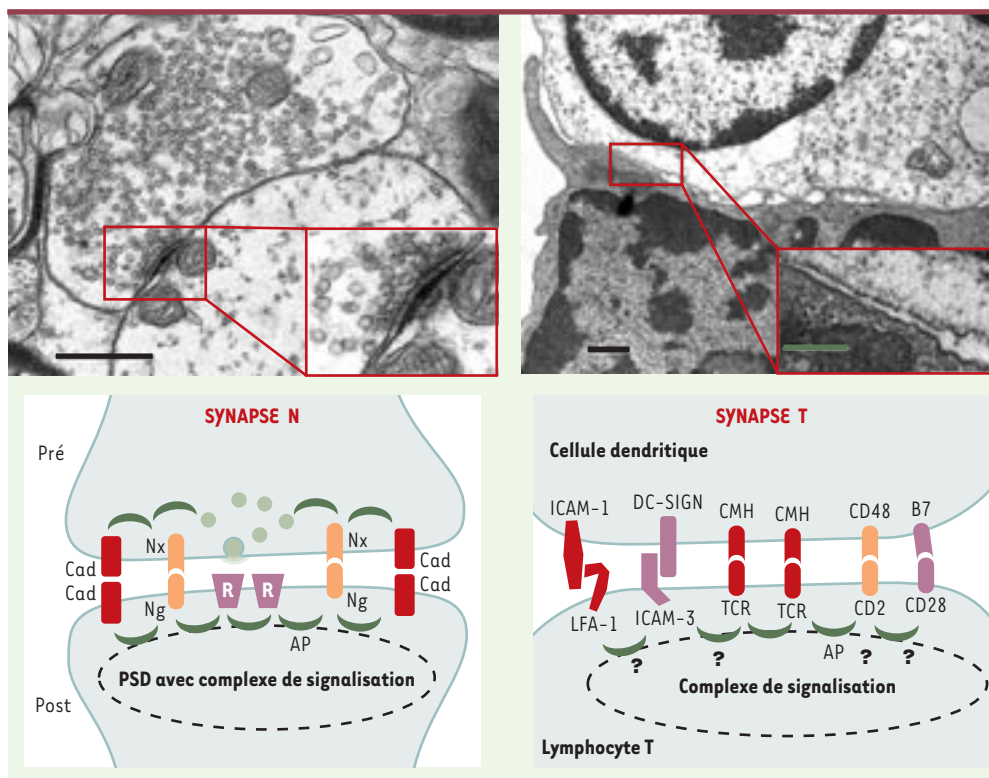 SYNAPSE N
Pré
Nx
Nx
Cad
Cad
Cad
Cad
R
R
Ng
Ng
AP
PSD avec complexe de signalisation
Post
SYNAPSE T
Cellule dendritique
ICAM-1
DC-SIGN
CMH
CMH
CD48
B7
LFA-1
ICAM-3
TCR
TCR
CD2
CD28
AP
?
?
?
?
Complexe de signalisation
Lymphocyte T